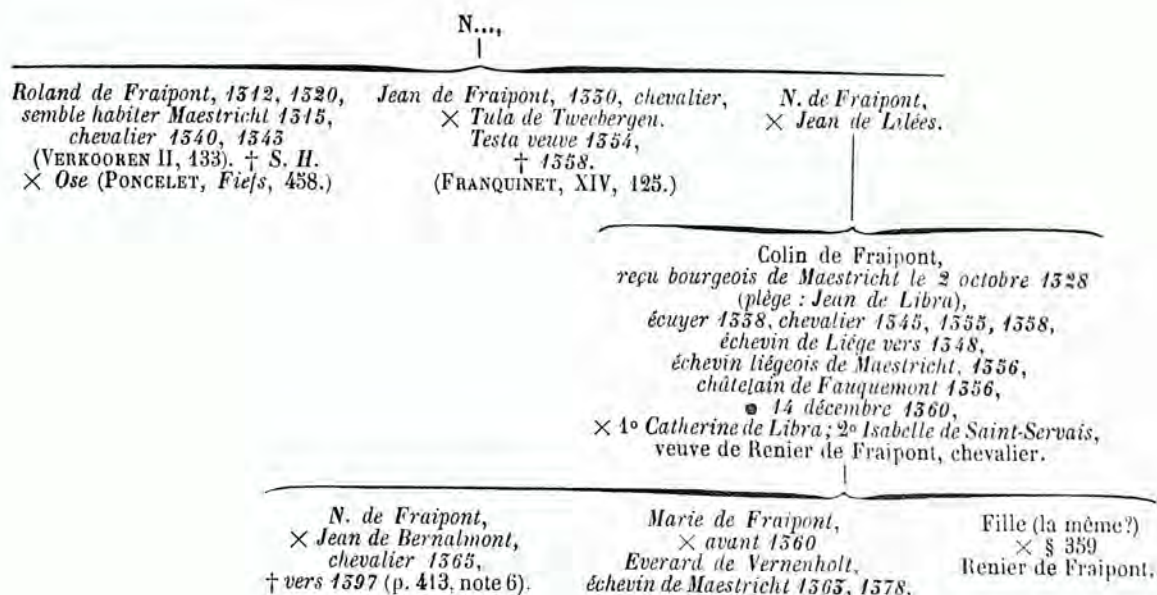 N...,
Roland de Fraipont, 1312, 1320,
semble habiter Maestricht 1315,
chevalier 1340, 1343
(VERKOOREN II, 133). † S. H.
× Ose (PONCELET, Fiefs, 458.)
Jean de Fraipont, 1330, chevalier,
× Tula de Twecbergen.
Testa veuve 1354,
† 1358.
(FRANQUINET, XIV, 125.)
N. de Fraipont,
× Jean de Lilées.
Colin de Fraipont,
reçu bourgeois de Maestricht le 2 octobre 1328
(plège : Jean de Libra),
écuyer 1338, chevalier 1345, 1355, 1358,
échevin de Liége vers 1348,
échevin liégeois de Maestricht, 1356,
châtelain de Fauquemont 1356,
14 décembre 1360,
× 1º Catherine de Libra ; 2º Isabelle de Saint-Servais,
veuve de Renier de Fraipont, chevalier.
N. de Fraipont,
× Jean de Bernalmont,
chevalier 1365,
† vers 1397 (p. 413, note 6).
Marie de Fraipont,
× avant 1360
Everard de Vernenholt,
échevin de Maestricht 1363, 1378.
Fille (la même?)
× § 359
Renier de Fraipont.